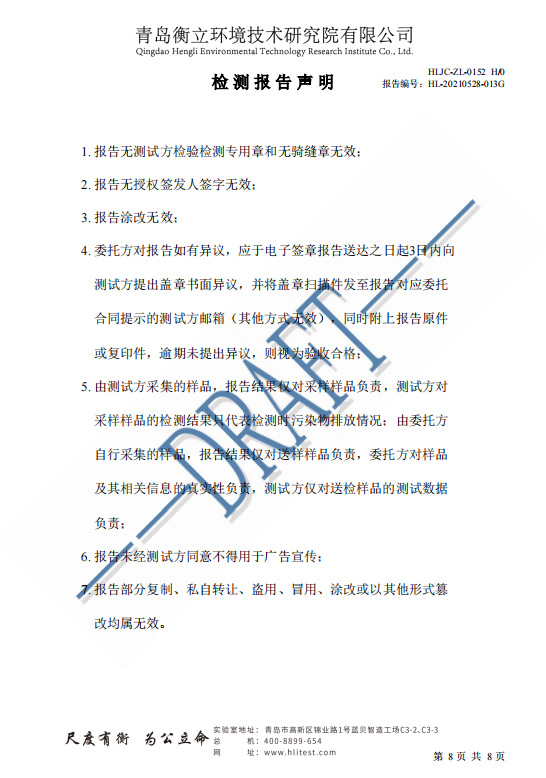 青岛衡立环境技术研究院有限公司
Qingdao Hengli Environmental Technology Research Institute Co., Ltd.
HLJC-ZL-0152 H/0
检测报告声明
报告编号：HL-20210528-013G
1. 报告无测试方检验检测专用章和无骑缝章无效；
2. 报告无授权签发人签字无效；
3. 报告涂改无效；
4. 委托方对报告如有异议，应于电子签章报告送达之日起3日内向
测试方提出盖章书面异议，并将盖章扫描件发至报告对应委托
合同提示的测试方邮箱（其他方式无效），同时附上报告原件
或复印件，逾期未提出异议，则视为验收合格；
5. 由测试方采集的样品，报告结果仅对采样样品负责，测试方对
采样样品的检测结果只代表检测时污染物排放情况；由委托方
自行采集的样品，报告结果仅对送样样品负责，委托方对样品
及其相关信息的真实性负责，测试方仅对送检样品的测试数据
负责；
6. 报告未经测试方同意不得用于广告宣传；
7. 报告部分复制、私自转让、盗用、冒用、涂改或以其他形式篡
改均属无效。
DRAFT
尺度有衡 为公立命
实验室地址：青岛市高新区锦业路1号蓝贝智造工场C3-2、C3-3
总 机：400-8899-654
网 址：www.hlitest.com
第 8 页 共 8 页